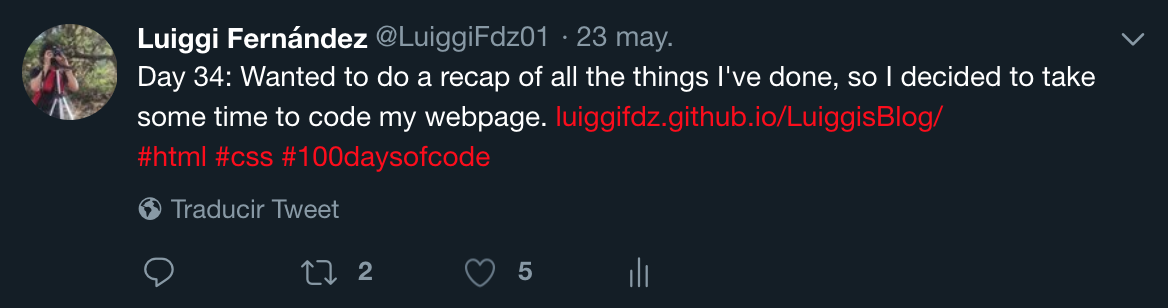 Luiggi Fernández @LuiggiFdz01 · 23 may.
Day 34: Wanted to do a recap of all the things I've done, so I decided to take
some time to code my webpage. luiggifdz.github.io/LuiggisBlog/
#html #css #100daysofcode
Traducir Tweet
2 5